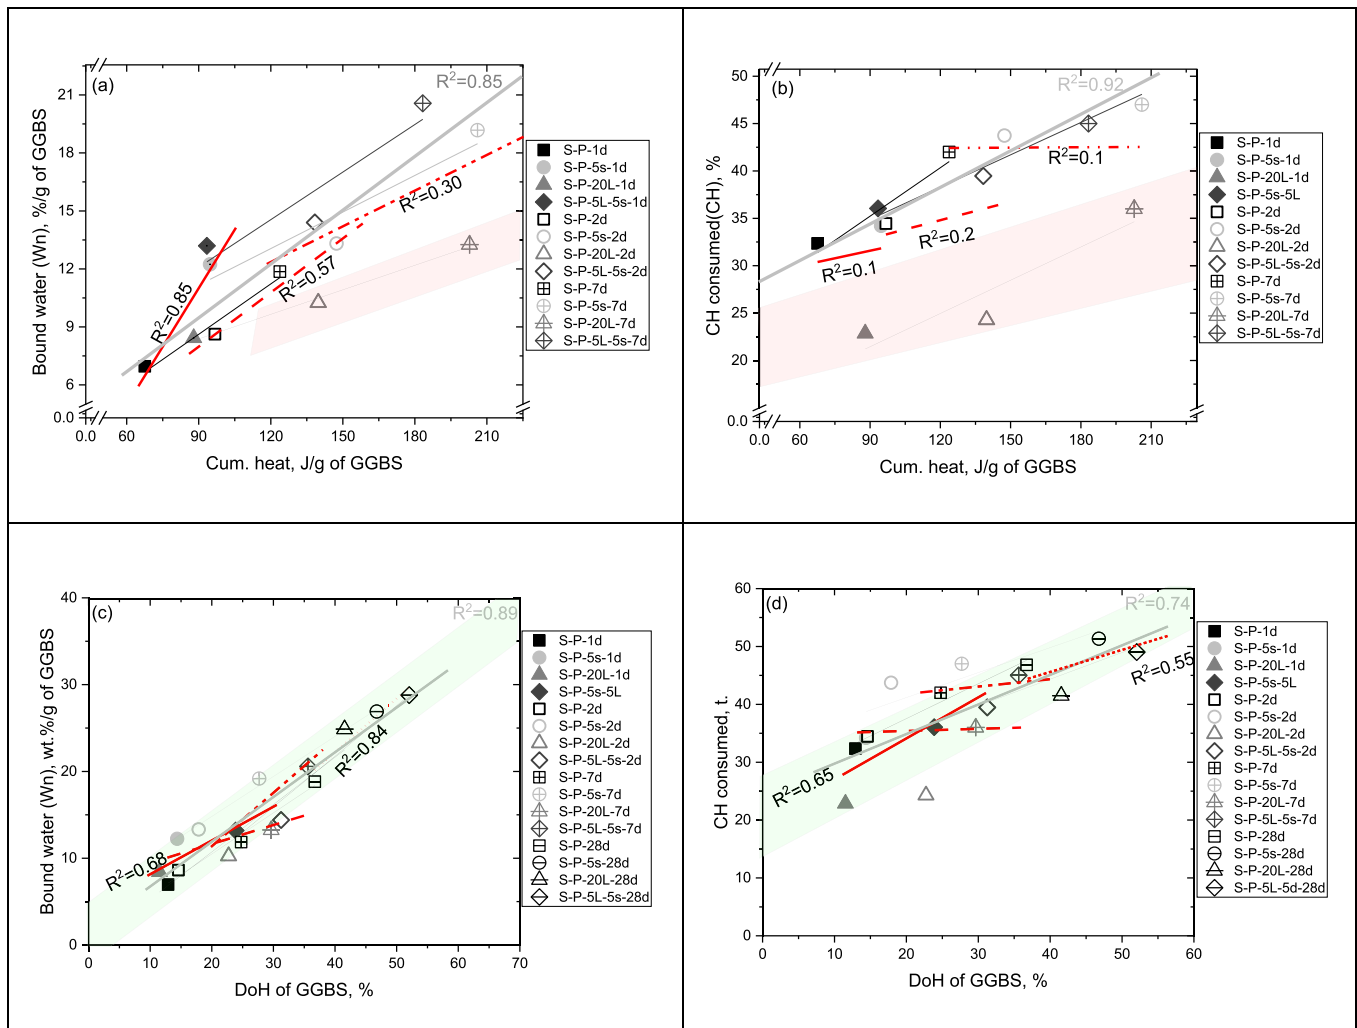 (a)
R²=0.85
Bound water (Wn), %/g of GGBS
21
18
15
12
9
6
0.0
R²=0.85
R²=0.57
R²=0.30
0.0
60
90
120
150
180
210
Cum. heat, J/g of GGBS
S-P-1d
S-P-5s-1d
S-P-20L-1d
S-P-5L-5s-1d
S-P-2d
S-P-5s-2d
S-P-20L-2d
S-P-5L-5s-2d
S-P-7d
S-P-5s-7d
S-P-20L-7d
S-P-5L-5s-7d
(b)
R²=0.92
CH consumed(CH), %
50
45
40
35
30
25
20
0.0
R²=0.1
R²=0.2
R²=0.1
0.0
60
90
120
150
180
210
Cum. heat, J/g of GGBS
S-P-1d
S-P-5s-1d
S-P-20L-1d
S-P-5s-5L
S-P-2d
S-P-5s-2d
S-P-20L-2d
S-P-5L-5s-2d
S-P-7d
S-P-5s-7d
S-P-20L-7d
S-P-5L-5s-7d
(c)
R²=0.89
Bound water (Wn), wt.%/g of GGBS
40
30
20
10
0
R²=0.68
R²=0.84
0
10
20
30
40
50
60
70
DoH of GGBS, %
S-P-1d
S-P-5s-1d
S-P-20L-1d
S-P-5s-5L
S-P-2d
S-P-5s-2d
S-P-20L-2d
S-P-5L-5s-2d
S-P-7d
S-P-5s-7d
S-P-20L-7d
S-P-5L-5s-7d
S-P-28d
S-P-5s-28d
S-P-20L-28d
S-P-5L-5s-28d
(d)
R²=0.74
CH consumed, t.
60
50
40
30
20
10
0
R²=0.65
R²=0.55
0
10
20
30
40
50
60
DoH of GGBS, %
S-P-1d
S-P-5s-1d
S-P-20L-1d
S-P-5s-5L
S-P-2d
S-P-5s-2d
S-P-20L-2d
S-P-5L-5s-2d
S-P-7d
S-P-5s-7d
S-P-20L-7d
S-P-5L-5s-7d
S-P-28d
S-P-5s-28d
S-P-20L-28d
S-P-5L-5d-28d